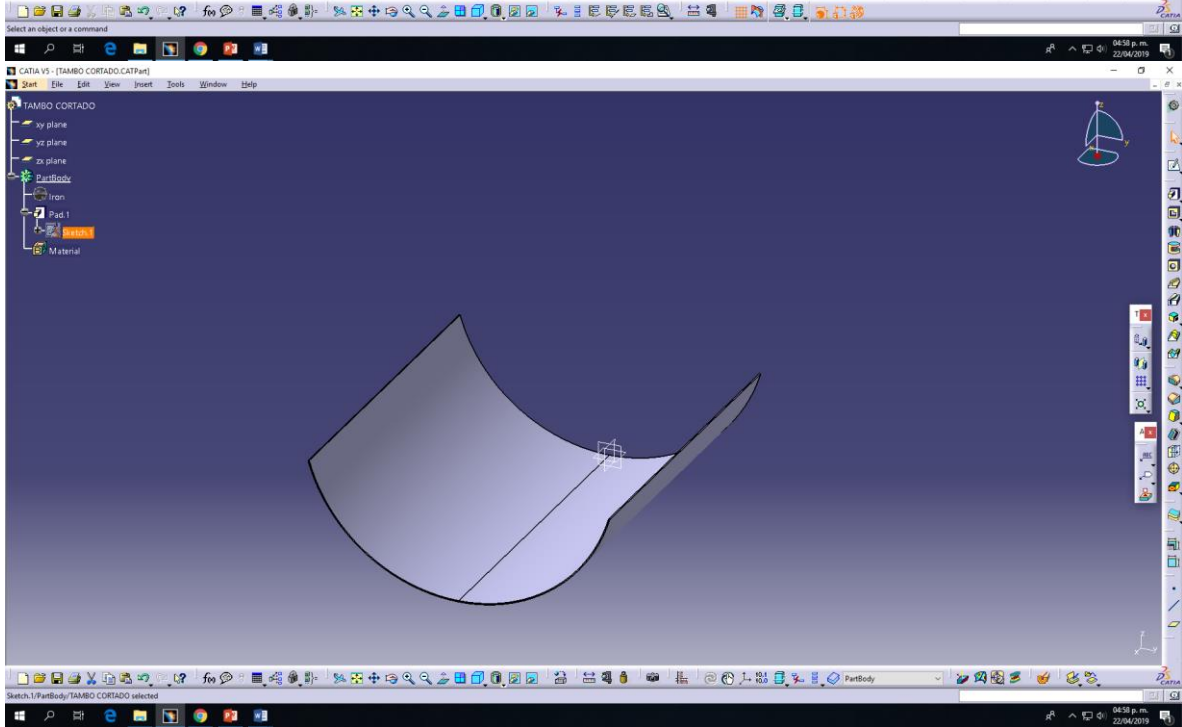 CATIA
Select an object or a command
04:58 p. m.
22/04/2019
CATIA V5 - [TAMBO CORTADO.CATPart]
Start File Edit View Insert Tools Window Help
TAMBO CORTADO
xy plane
yz plane
zx plane
PartBody
Iron
Pad.1
Sketch.1
Material
z
y
T
A
z
x
y
PartBody
CATIA
Sketch.1/PartBody/TAMBO CORTADO selected
04:58 p. m.
22/04/2019